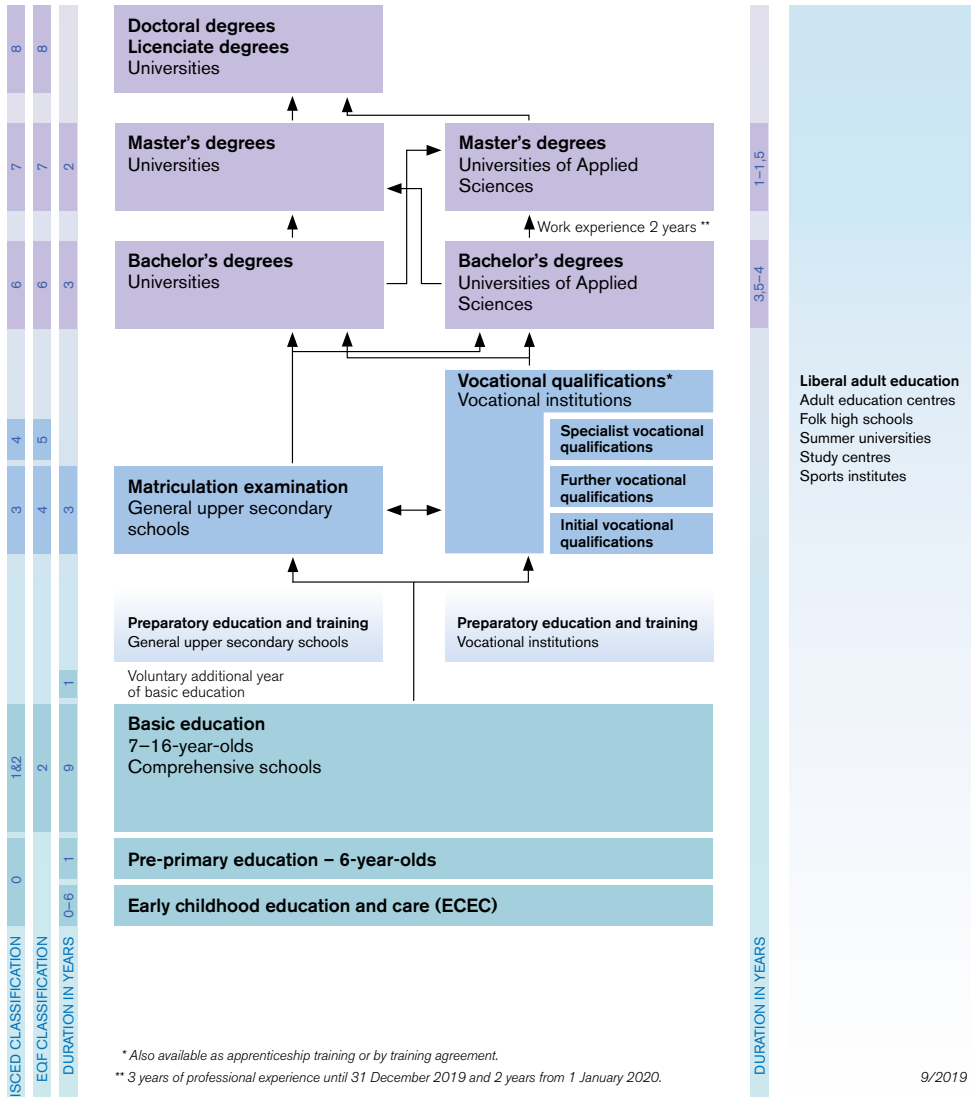 Doctoral degrees
Licenciate degrees
Universities
8
8
Master's degrees
Universities
Master's degrees
Universities of Applied
Sciences
7
7
2
1–1,5
Work experience 2 years **
Bachelor's degrees
Universities
Bachelor's degrees
Universities of Applied
Sciences
6
6
3
3,5–4
Vocational qualifications*
Vocational institutions
Specialist vocational
qualifications
Further vocational
qualifications
Initial vocational
qualifications
4
5
Matriculation examination
General upper secondary
schools
3
4
3
Preparatory education and training
General upper secondary schools
Preparatory education and training
Vocational institutions
Voluntary additional year
of basic education
1
Basic education
7–16-year-olds
Comprehensive schools
1&2
2
9
Pre-primary education – 6-year-olds
1
0
Early childhood education and care (ECEC)
0–6
ISCED CLASSIFICATION
EQF CLASSIFICATION
DURATION IN YEARS
DURATION IN YEARS
Liberal adult education
Adult education centres
Folk high schools
Summer universities
Study centres
Sports institutes
* Also available as apprenticeship training or by training agreement.
** 3 years of professional experience until 31 December 2019 and 2 years from 1 January 2020.
9/2019